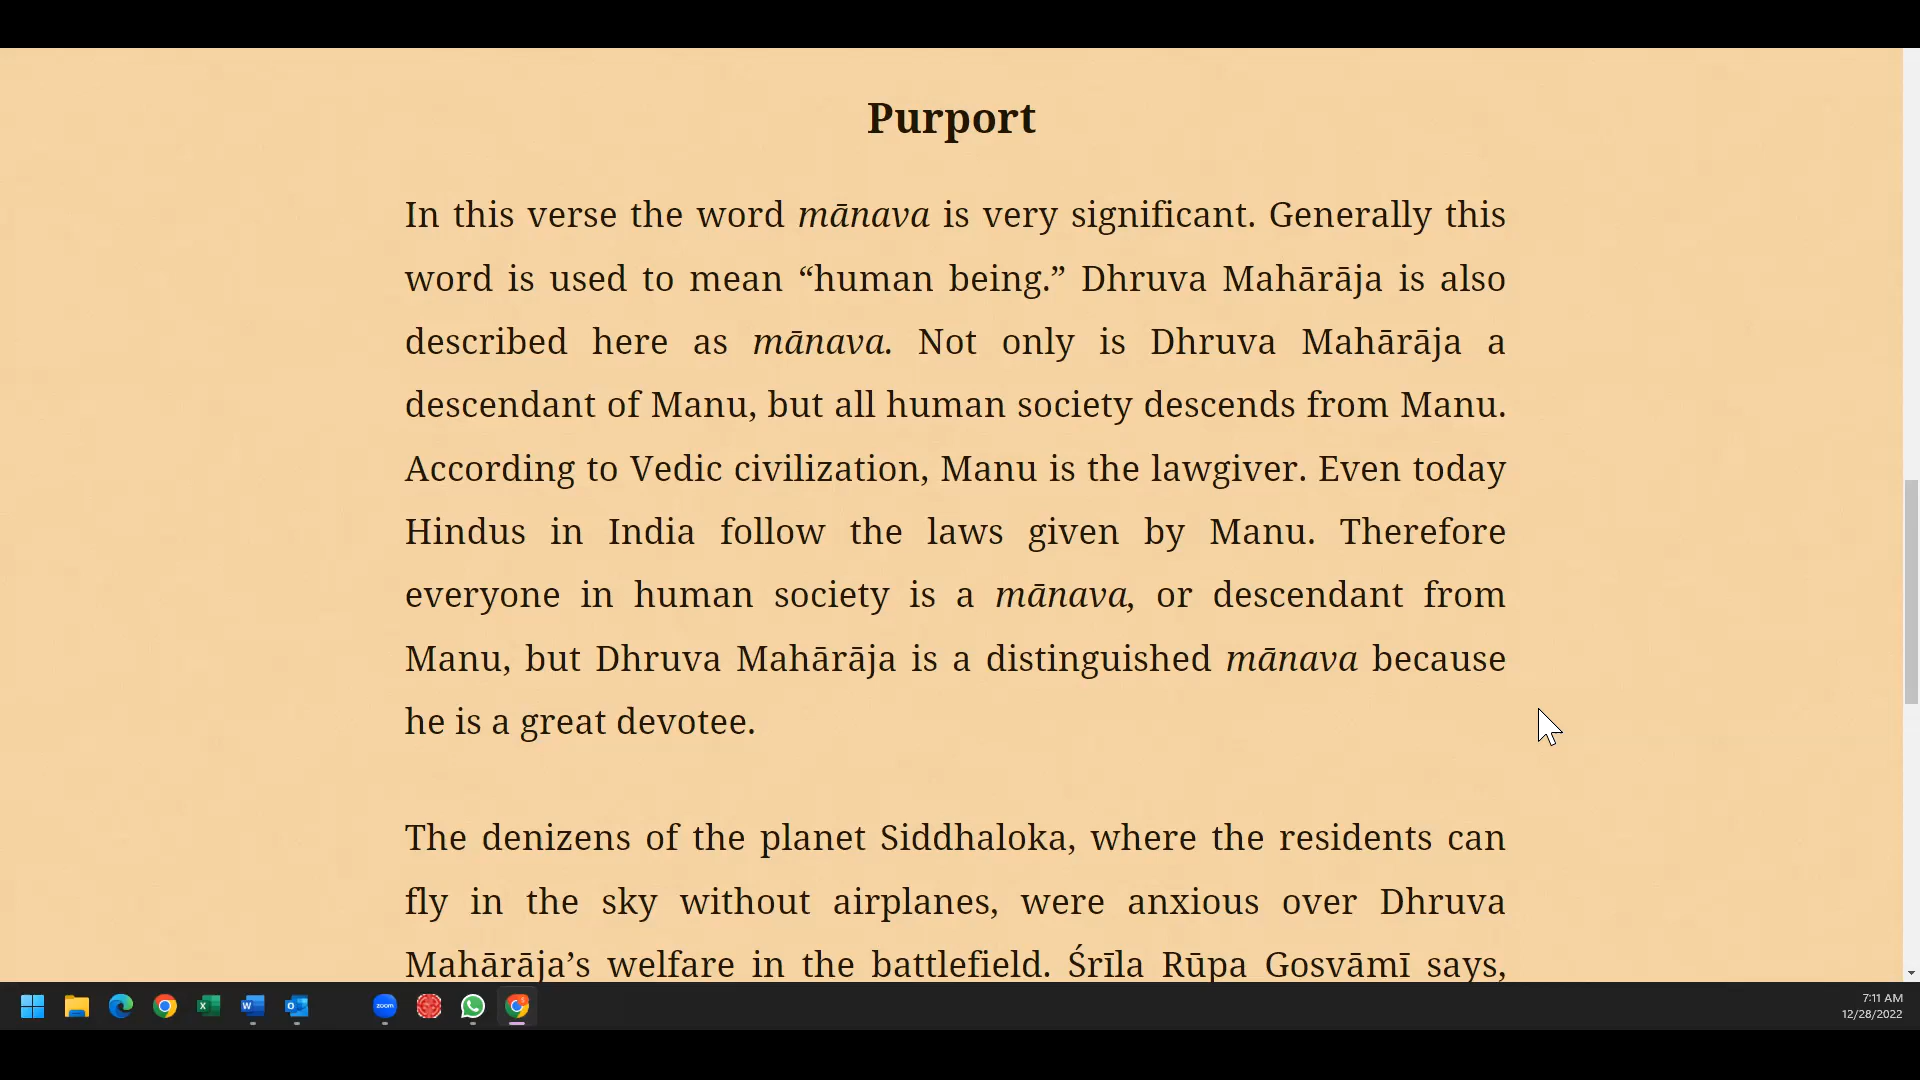 Purport
In this verse the word mānava is very significant. Generally this
word is used to mean “human being.” Dhruva Mahārāja is also
described here as mānava. Not only is Dhruva Mahārāja a
descendant of Manu, but all human society descends from Manu.
According to Vedic civilization, Manu is the lawgiver. Even today
Hindus in India follow the laws given by Manu. Therefore
everyone in human society is a mānava, or descendant from
Manu, but Dhruva Mahārāja is a distinguished mānava because
he is a great devotee.
The denizens of the planet Siddhaloka, where the residents can
fly in the sky without airplanes, were anxious over Dhruva
Mahārāja’s welfare in the battlefield. Śrīla Rūpa Gosvāmī says,
zoom
7:11 AM
12/28/2022